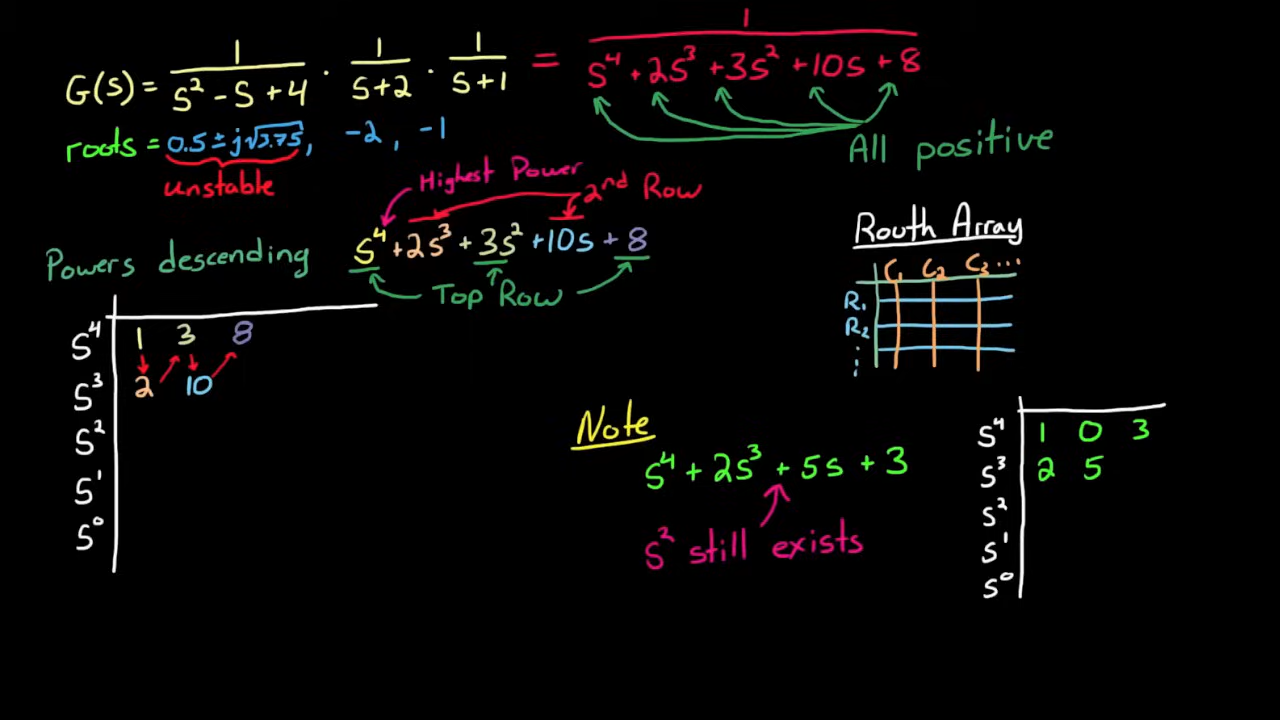 G(s) = 1/(s² - s + 4) · 1/(s+2) · 1/(s+1) = 1/(s⁴ + 2s³ + 3s² + 10s + 8)
roots = 0.5 ± j√3.75, -2, -1
unstable
All positive
Highest Power
2nd Row
Powers descending
s⁴ + 2s³ + 3s² + 10s + 8
Top Row
S⁴ 1 3 8
S³ 2 10
S²
S¹
S⁰
Routh Array
C₁ C₂ C₃ ...
R₁
R₂
⋮
Note
s⁴ + 2s³ + 5s + 3
s² still exists
S⁴ 1 0 3
S³ 2 5
S²
S¹
S⁰